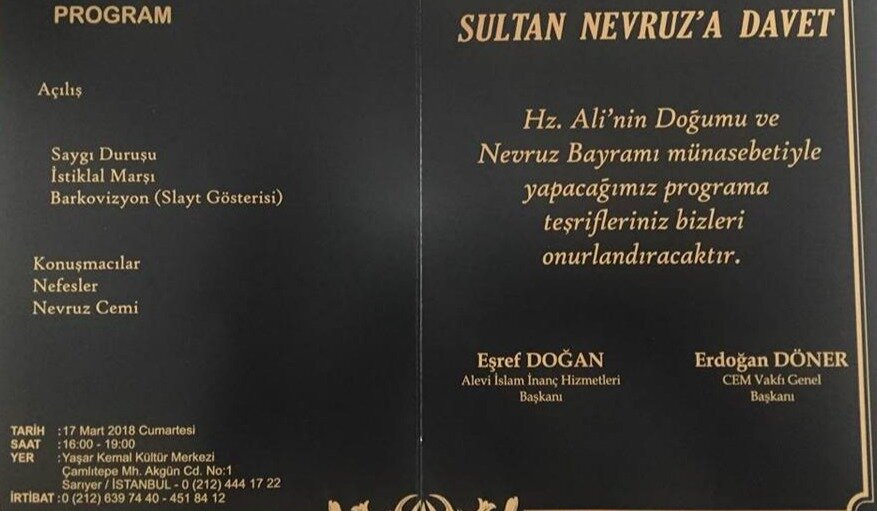 PROGRAM
Açılış
Saygı Duruşu
İstiklal Marşı
Barkovizyon (Slayt Gösterisi)
Konuşmacılar
Nefesler
Nevruz Cemi
TARİH : 17 Mart 2018 Cumartesi
SAAT : 16:00 - 19:00
YER : Yaşar Kemal Kültür Merkezi
Çamlıtepe Mh. Akgün Cd. No:1
Sarıyer / İSTANBUL - 0 (212) 444 17 22
İRTİBAT : 0 (212) 639 74 40 - 451 84 12
SULTAN NEVRUZ'A DAVET
Hz. Ali'nin Doğumu ve
Nevruz Bayramı münasebetiyle
yapacağımız programa
teşrifleriniz bizleri
onurlandıracaktır.
Eşref DOĞAN
Alevi İslam İnanç Hizmetleri
Başkanı
Erdoğan DÖNER
CEM Vakfı Genel
Başkanı